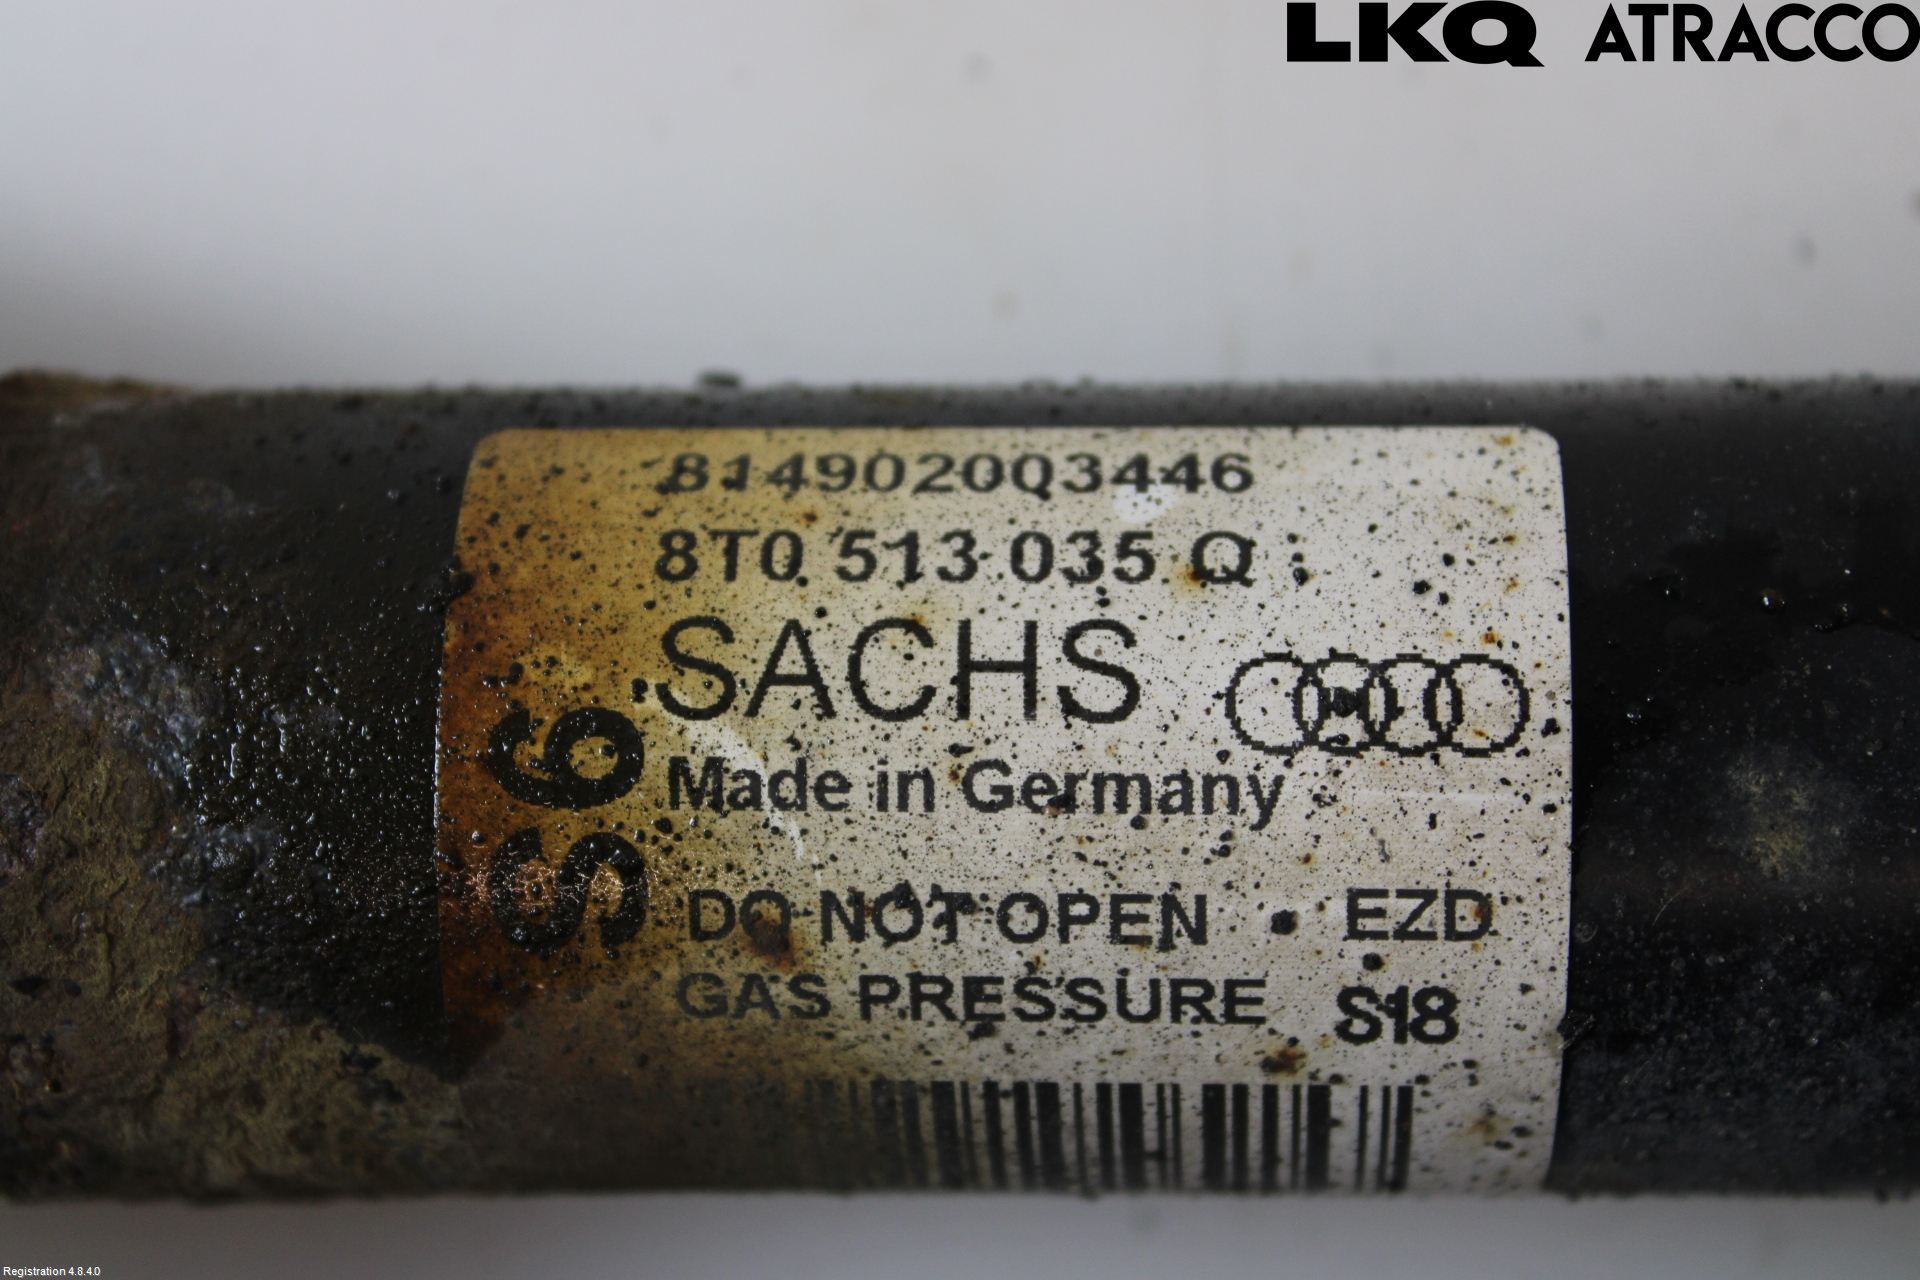 LKQ ATRACCO
814902003446
8T0 513 035 Q
SACHS
Made in Germany
S6
DO NOT OPEN EZD
GAS PRESSURE S18
Registration 4.8.4.0